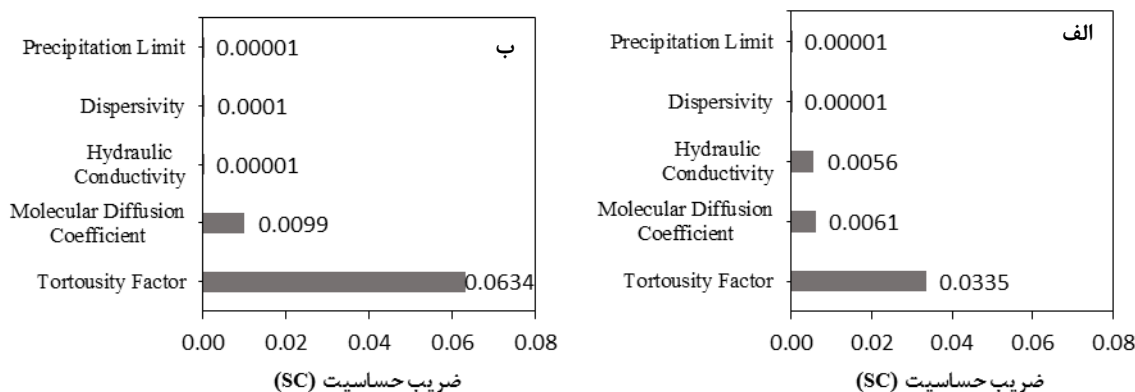 ب
Precipitation Limit
0.00001
Dispersivity
0.0001
Hydraulic
Conductivity
0.00001
Molecular Diffusion
Coefficient
0.0099
Tortousity Factor
0.0634
0.00 0.02 0.04 0.06 0.08
ضریب حساسیت (SC)
الف
Precipitation Limit
0.00001
Dispersivity
0.00001
Hydraulic
Conductivity
0.0056
Molecular Diffusion
Coefficient
0.0061
Tortousity Factor
0.0335
0.00 0.02 0.04 0.06 0.08
ضریب حساسیت (SC)